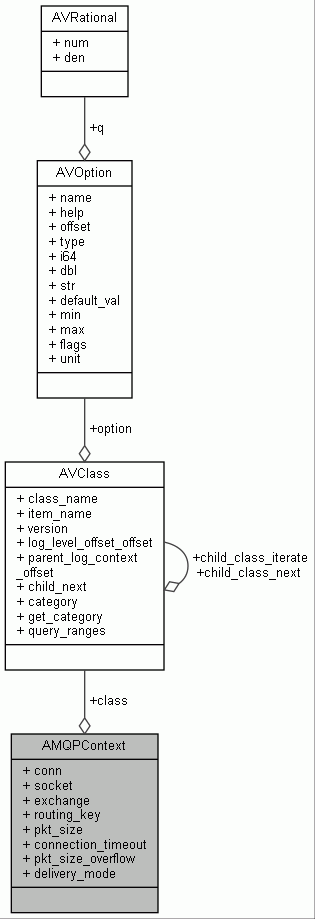 AVRational
+ num
+ den
+q
AVOption
+ name
+ help
+ offset
+ type
+ i64
+ dbl
+ str
+ default_val
+ min
+ max
+ flags
+ unit
+option
AVClass
+ class_name
+ item_name
+ version
+ log_level_offset_offset
+ parent_log_context
_offset
+ child_next
+ category
+ get_category
+ query_ranges
+child_class_iterate
+child_class_next
+class
AMQPContext
+ conn
+ socket
+ exchange
+ routing_key
+ pkt_size
+ connection_timeout
+ pkt_size_overflow
+ delivery_mode